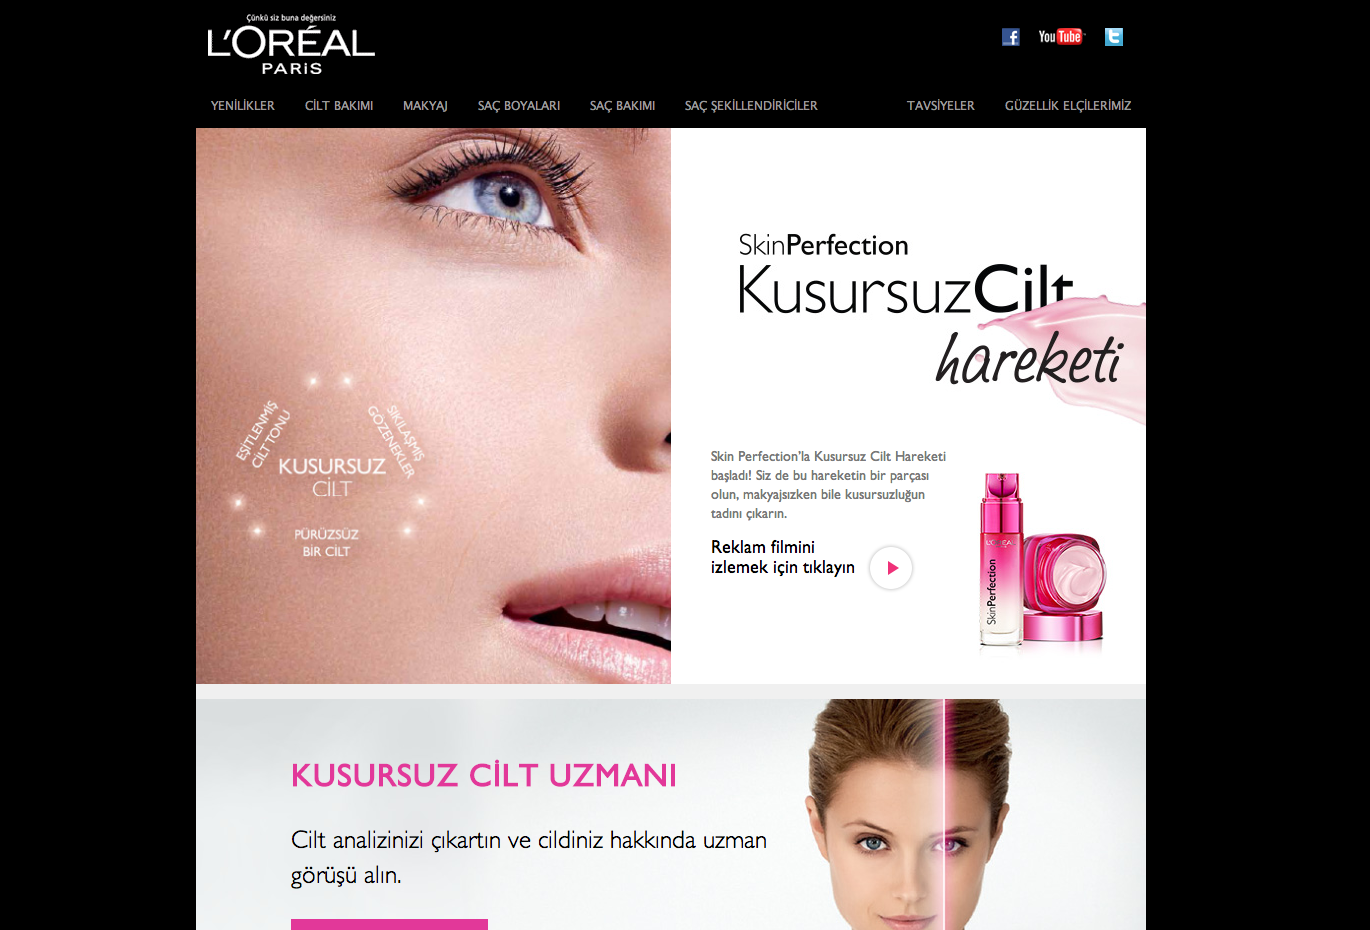 Çünkü siz buna değersiniz
L'ORÉAL
PARiS
You Tube
YENİLİKLER
CİLT BAKIMI
MAKYAJ
SAÇ BOYALARI
SAÇ BAKIMI
SAÇ ŞEKİLLENDİRİCİLER
TAVSİYELER
GÜZELLİK ELÇİLERİMİZ
EŞİTLENMİŞ
CİLT TONU
SIKILAŞMIŞ
GÖZENEKLER
KUSURSUZ
CİLT
PÜRÜZSÜZ
BİR CİLT
SkinPerfection
KusursuzCilt
hareketi
Skin Perfection'la Kusursuz Cilt Hareketi
başladı! Siz de bu hareketin bir parçası
olun, makyajsızken bile kusursuzluğun
tadını çıkarın.
Reklam filmini
izlemek için tıklayın
L'ORÉAL
SkinPerfection
KUSURSUZ CİLT UZMANI
Cilt analizinizi çıkartın ve cildiniz hakkında uzman
görüşü alın.